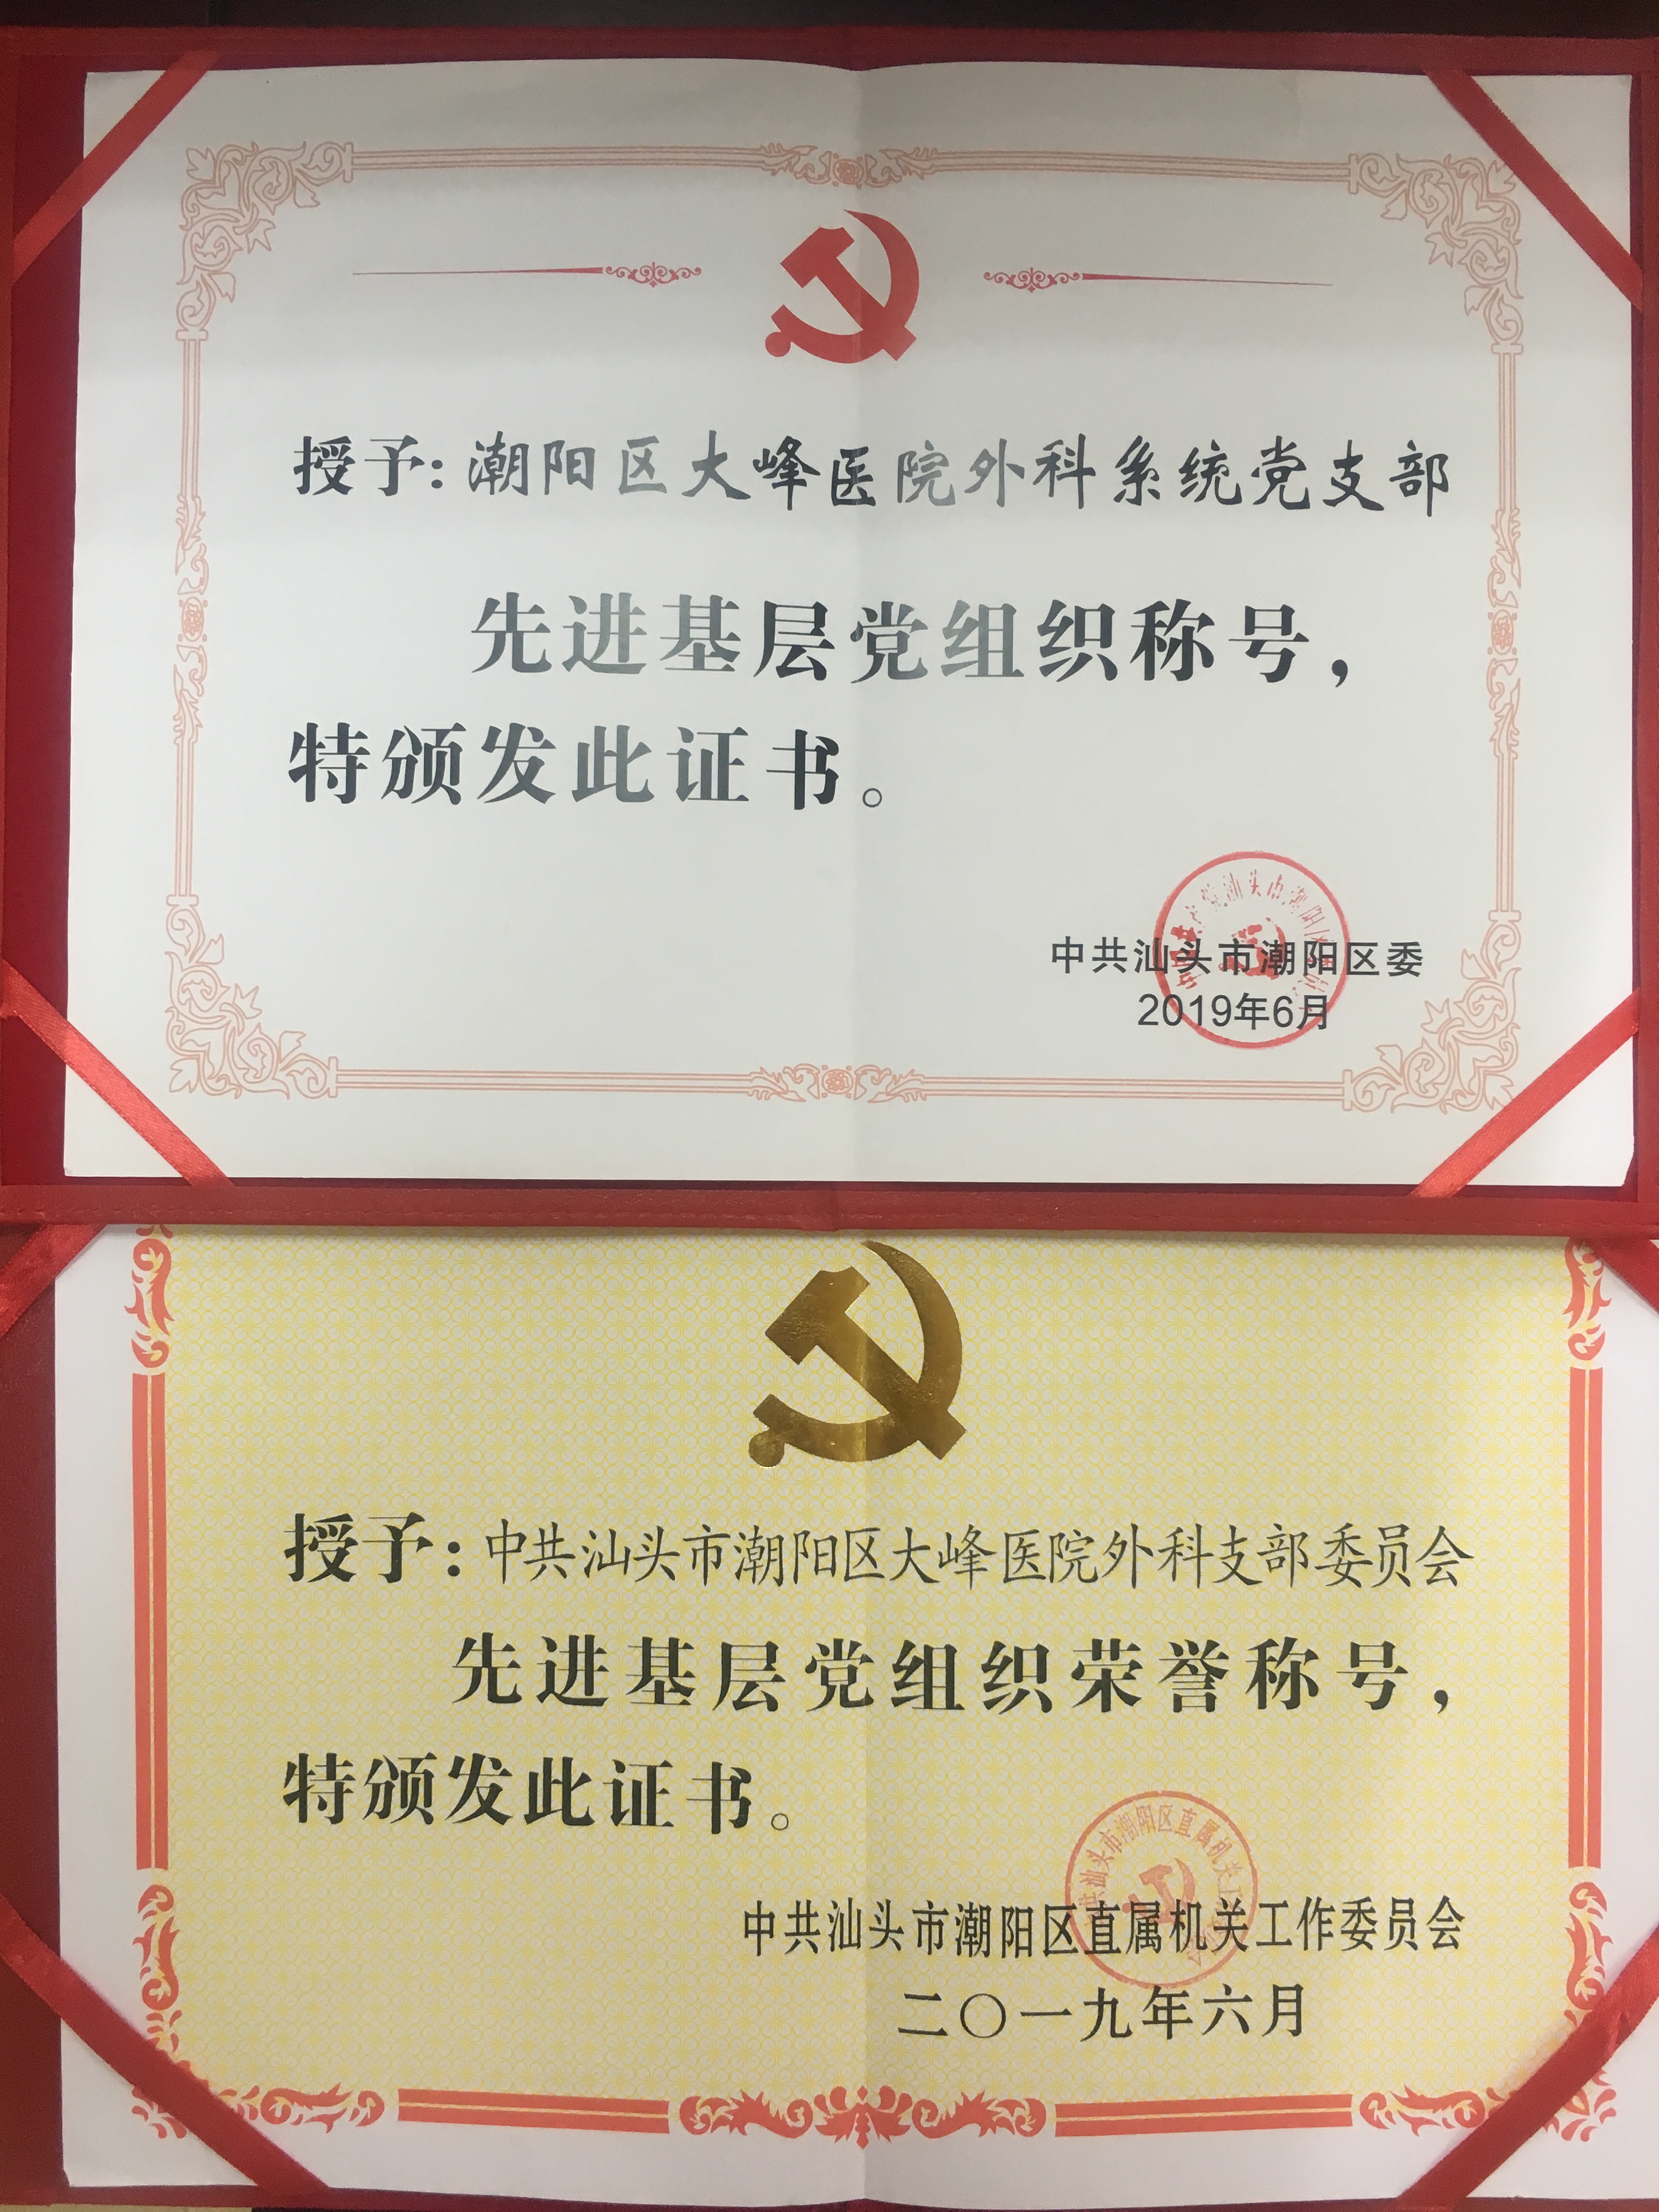 授予:潮阳区大峰医院外科系统党支部
先进基层党组织称号，
特颁发此证书。
中共汕头市潮阳区委
2019年6月
授予:中共汕头市潮阳区大峰医院外科支部委员会
先进基层党组织荣誉称号，
特颁发此证书。
中共汕头市潮阳区直属机关工作委员会
二〇一九年六月